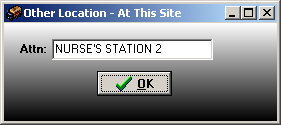 Other Location - At This Site
Attn: NURSE'S STATION 2
OK